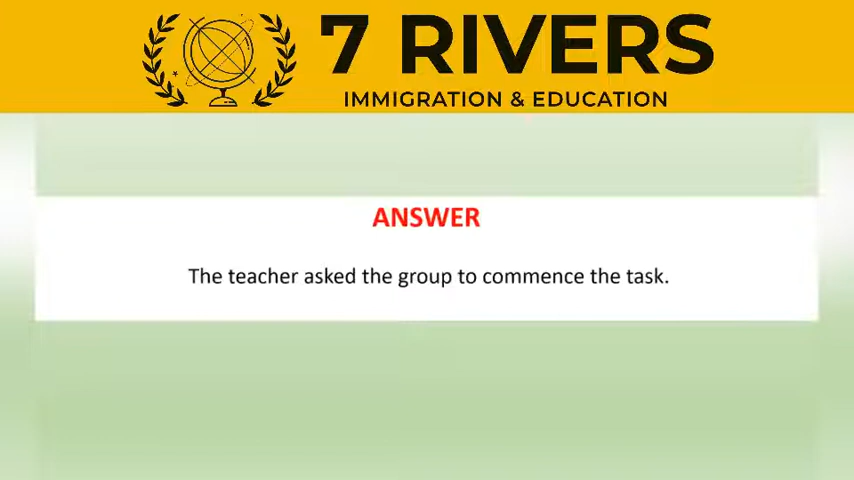 7 RIVERS
IMMIGRATION & EDUCATION
ANSWER
The teacher asked the group to commence the task.